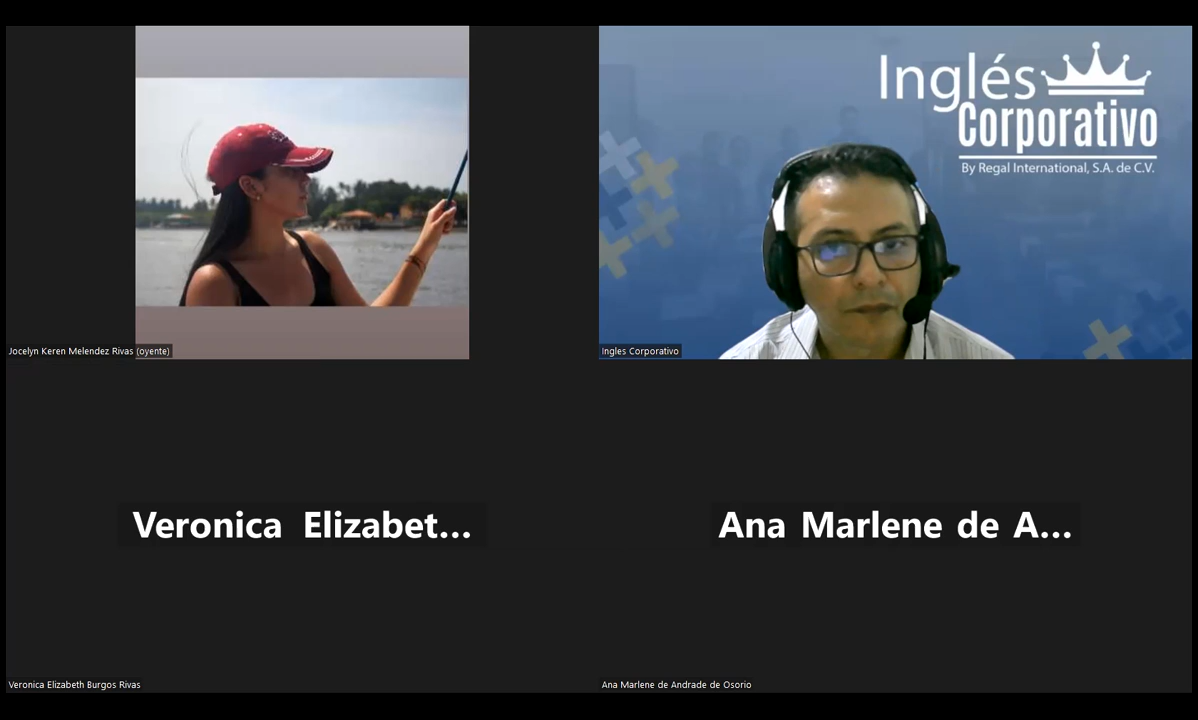 Inglés
Corporativo
By Regal International, S.A. de C.V.
Jocelyn Keren Melendez Rivas (oyente)
Ingles Corporativo
Veronica Elizabet...
Ana Marlene de A...
Veronica Elizabeth Burgos Rivas
Ana Marlene de Andrade de Osorio